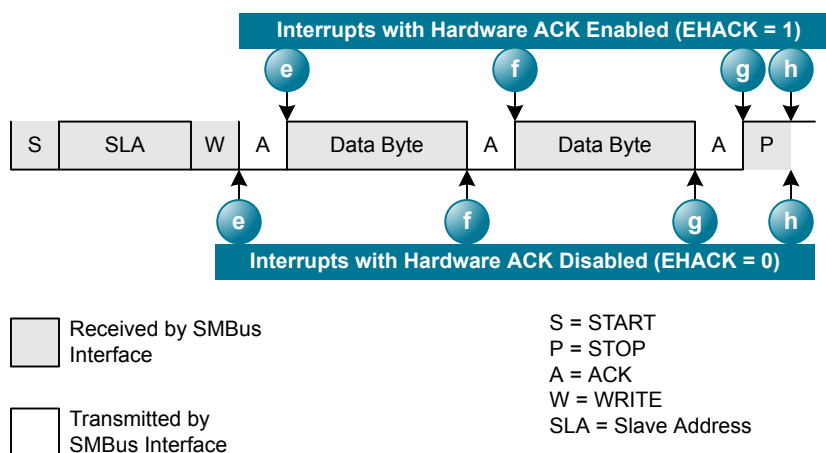 Interrupts with Hardware ACK Enabled (EHACK = 1)
e f g h
S SLA W A Data Byte A Data Byte A P
e f g h
Interrupts with Hardware ACK Disabled (EHACK = 0)
Received by SMBus
Interface
Transmitted by
SMBus Interface
S = START
P = STOP
A = ACK
W = WRITE
SLA = Slave Address